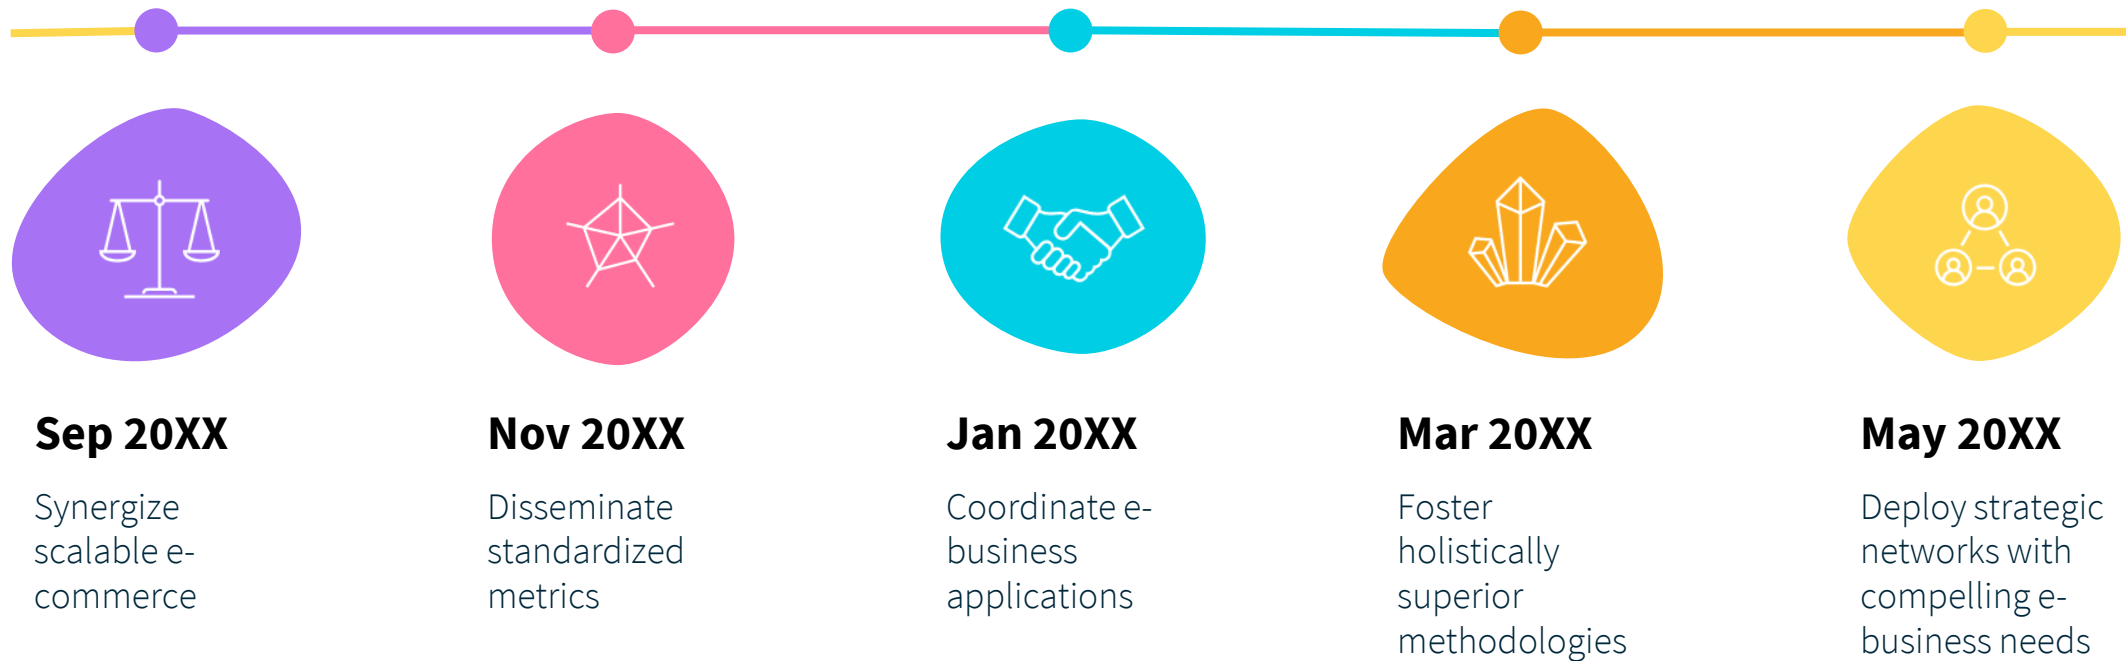 Sep 20XX
Synergize
scalable e-
commerce
Nov 20XX
Disseminate
standardized
metrics
Jan 20XX
Coordinate e-
business
applications
Mar 20XX
Foster
holistically
superior
methodologies
May 20XX
Deploy strategic
networks with
compelling e-
business needs